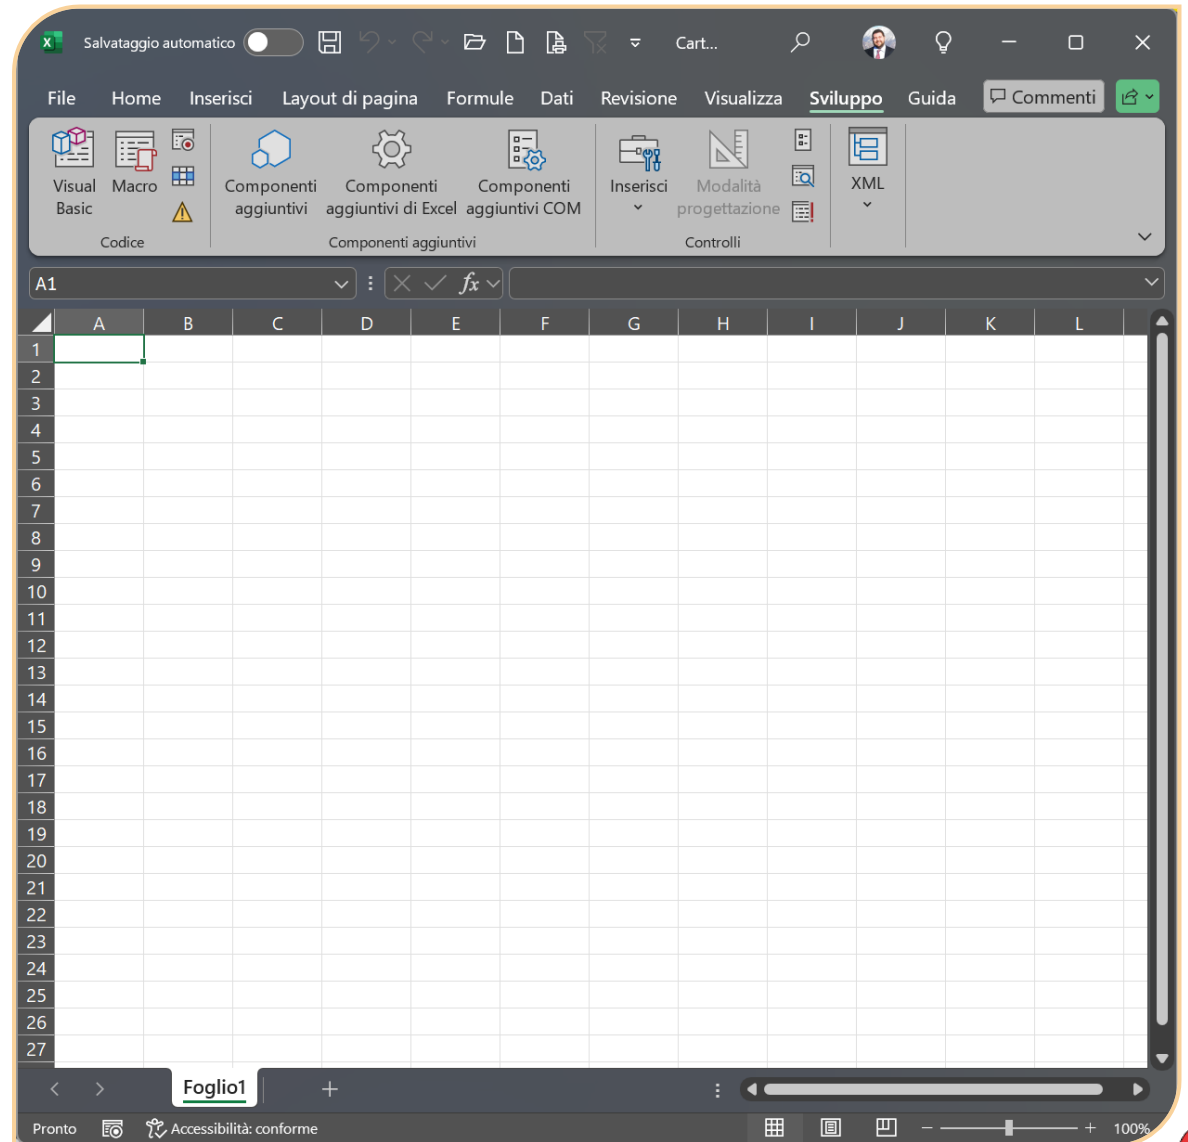 Salvataggio automatico
Cart...
File Home Inserisci Layout di pagina Formule Dati Revisione Visualizza Sviluppo Guida Commenti
Visual Basic
Macro
Codice
Componenti aggiuntivi
Componenti aggiuntivi di Excel
Componenti aggiuntivi COM
Componenti aggiuntivi
Inserisci
Modalità progettazione
Controlli
XML
A1
fx
A B C D E F G H I J K L
1
2
3
4
5
6
7
8
9
10
11
12
13
14
15
16
17
18
19
20
21
22
23
24
25
26
27
Foglio1
Pronto
Accessibilità: conforme
100%